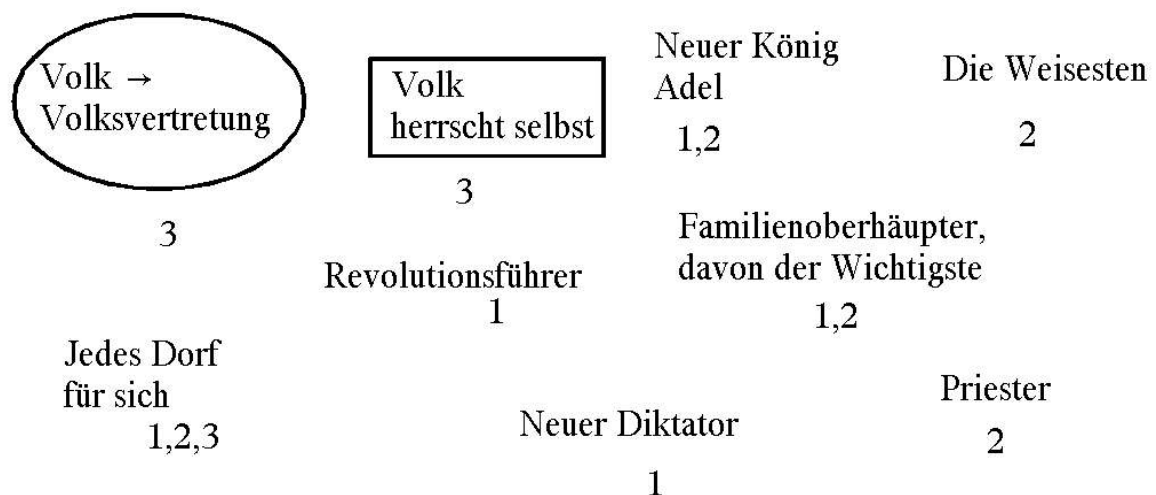 Volk →
Volksvertretung
3
Volk
herrscht selbst
3
Neuer König
Adel
1,2
Die Weisesten
2
Revolutionsführer
1
Familienoberhäupter,
davon der Wichtigste
1,2
Jedes Dorf
für sich
1,2,3
Neuer Diktator
1
Priester
2